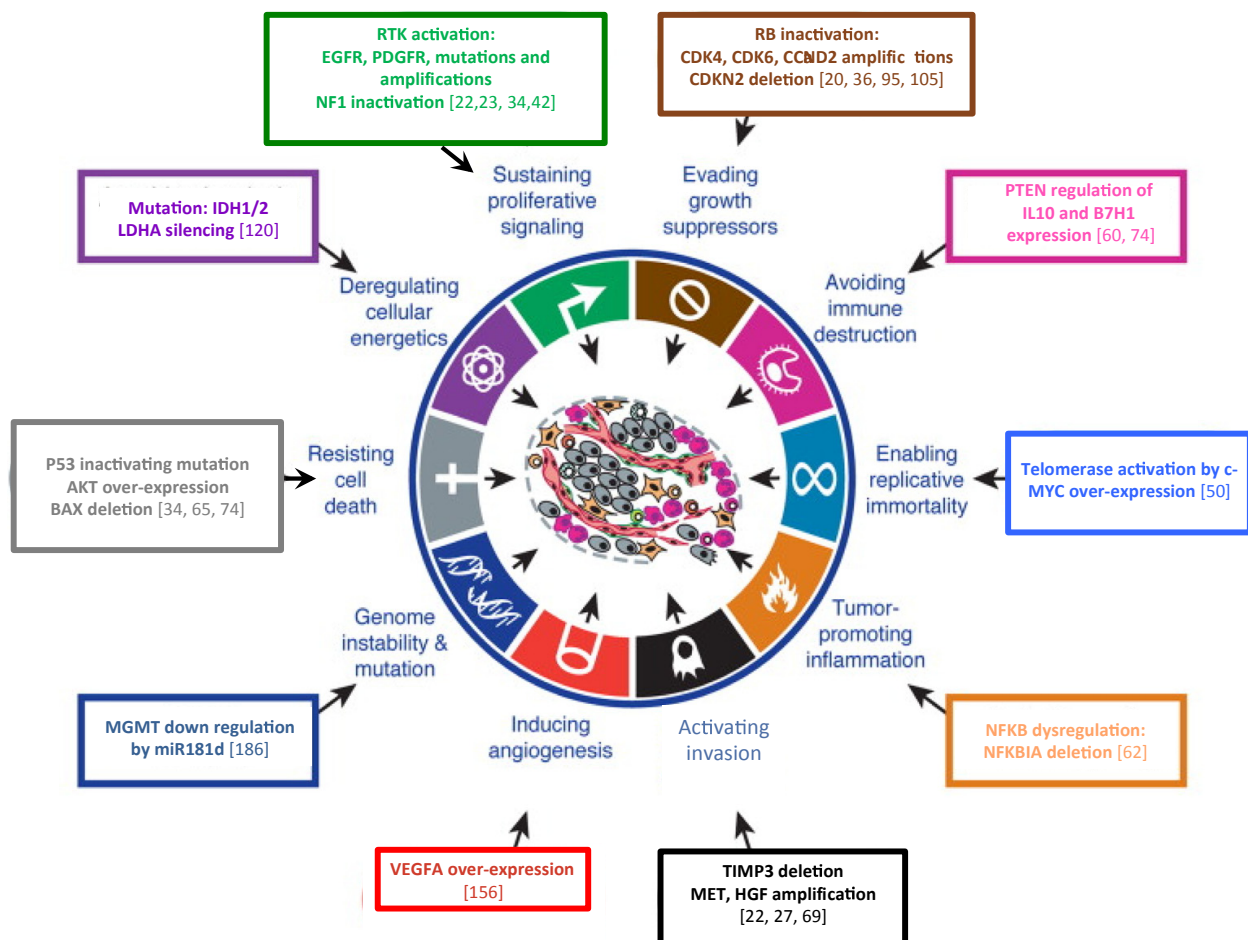 RTK activation:
EGFR, PDGFR, mutations and
amplifications
NF1 inactivation [22,23, 34,42]
RB inactivation:
CDK4, CDK6, CCND2 amplific tions
CDKN2 deletion [20, 36, 95, 105]
Sustaining
proliferative
signaling
Evading
growth
suppressors
Mutation: IDH1/2
LDHA silencing [120]
PTEN regulation of
IL10 and B7H1
expression [60, 74]
Deregulating
cellular
energetics
Avoiding
immune
destruction
P53 inactivating mutation
AKT over-expression
BAX deletion [34, 65, 74]
Resisting
cell
death
Enabling
replicative
immortality
Telomerase activation by c-
MYC over-expression [50]
Genome
instability &
mutation
Tumor-
promoting
inflammation
MGMT down regulation
by miR181d [186]
Inducing
angiogenesis
Activating
invasion
NFKB dysregulation:
NFKBIA deletion [62]
VEGFA over-expression
[156]
TIMP3 deletion
MET, HGF amplification
[22, 27, 69]